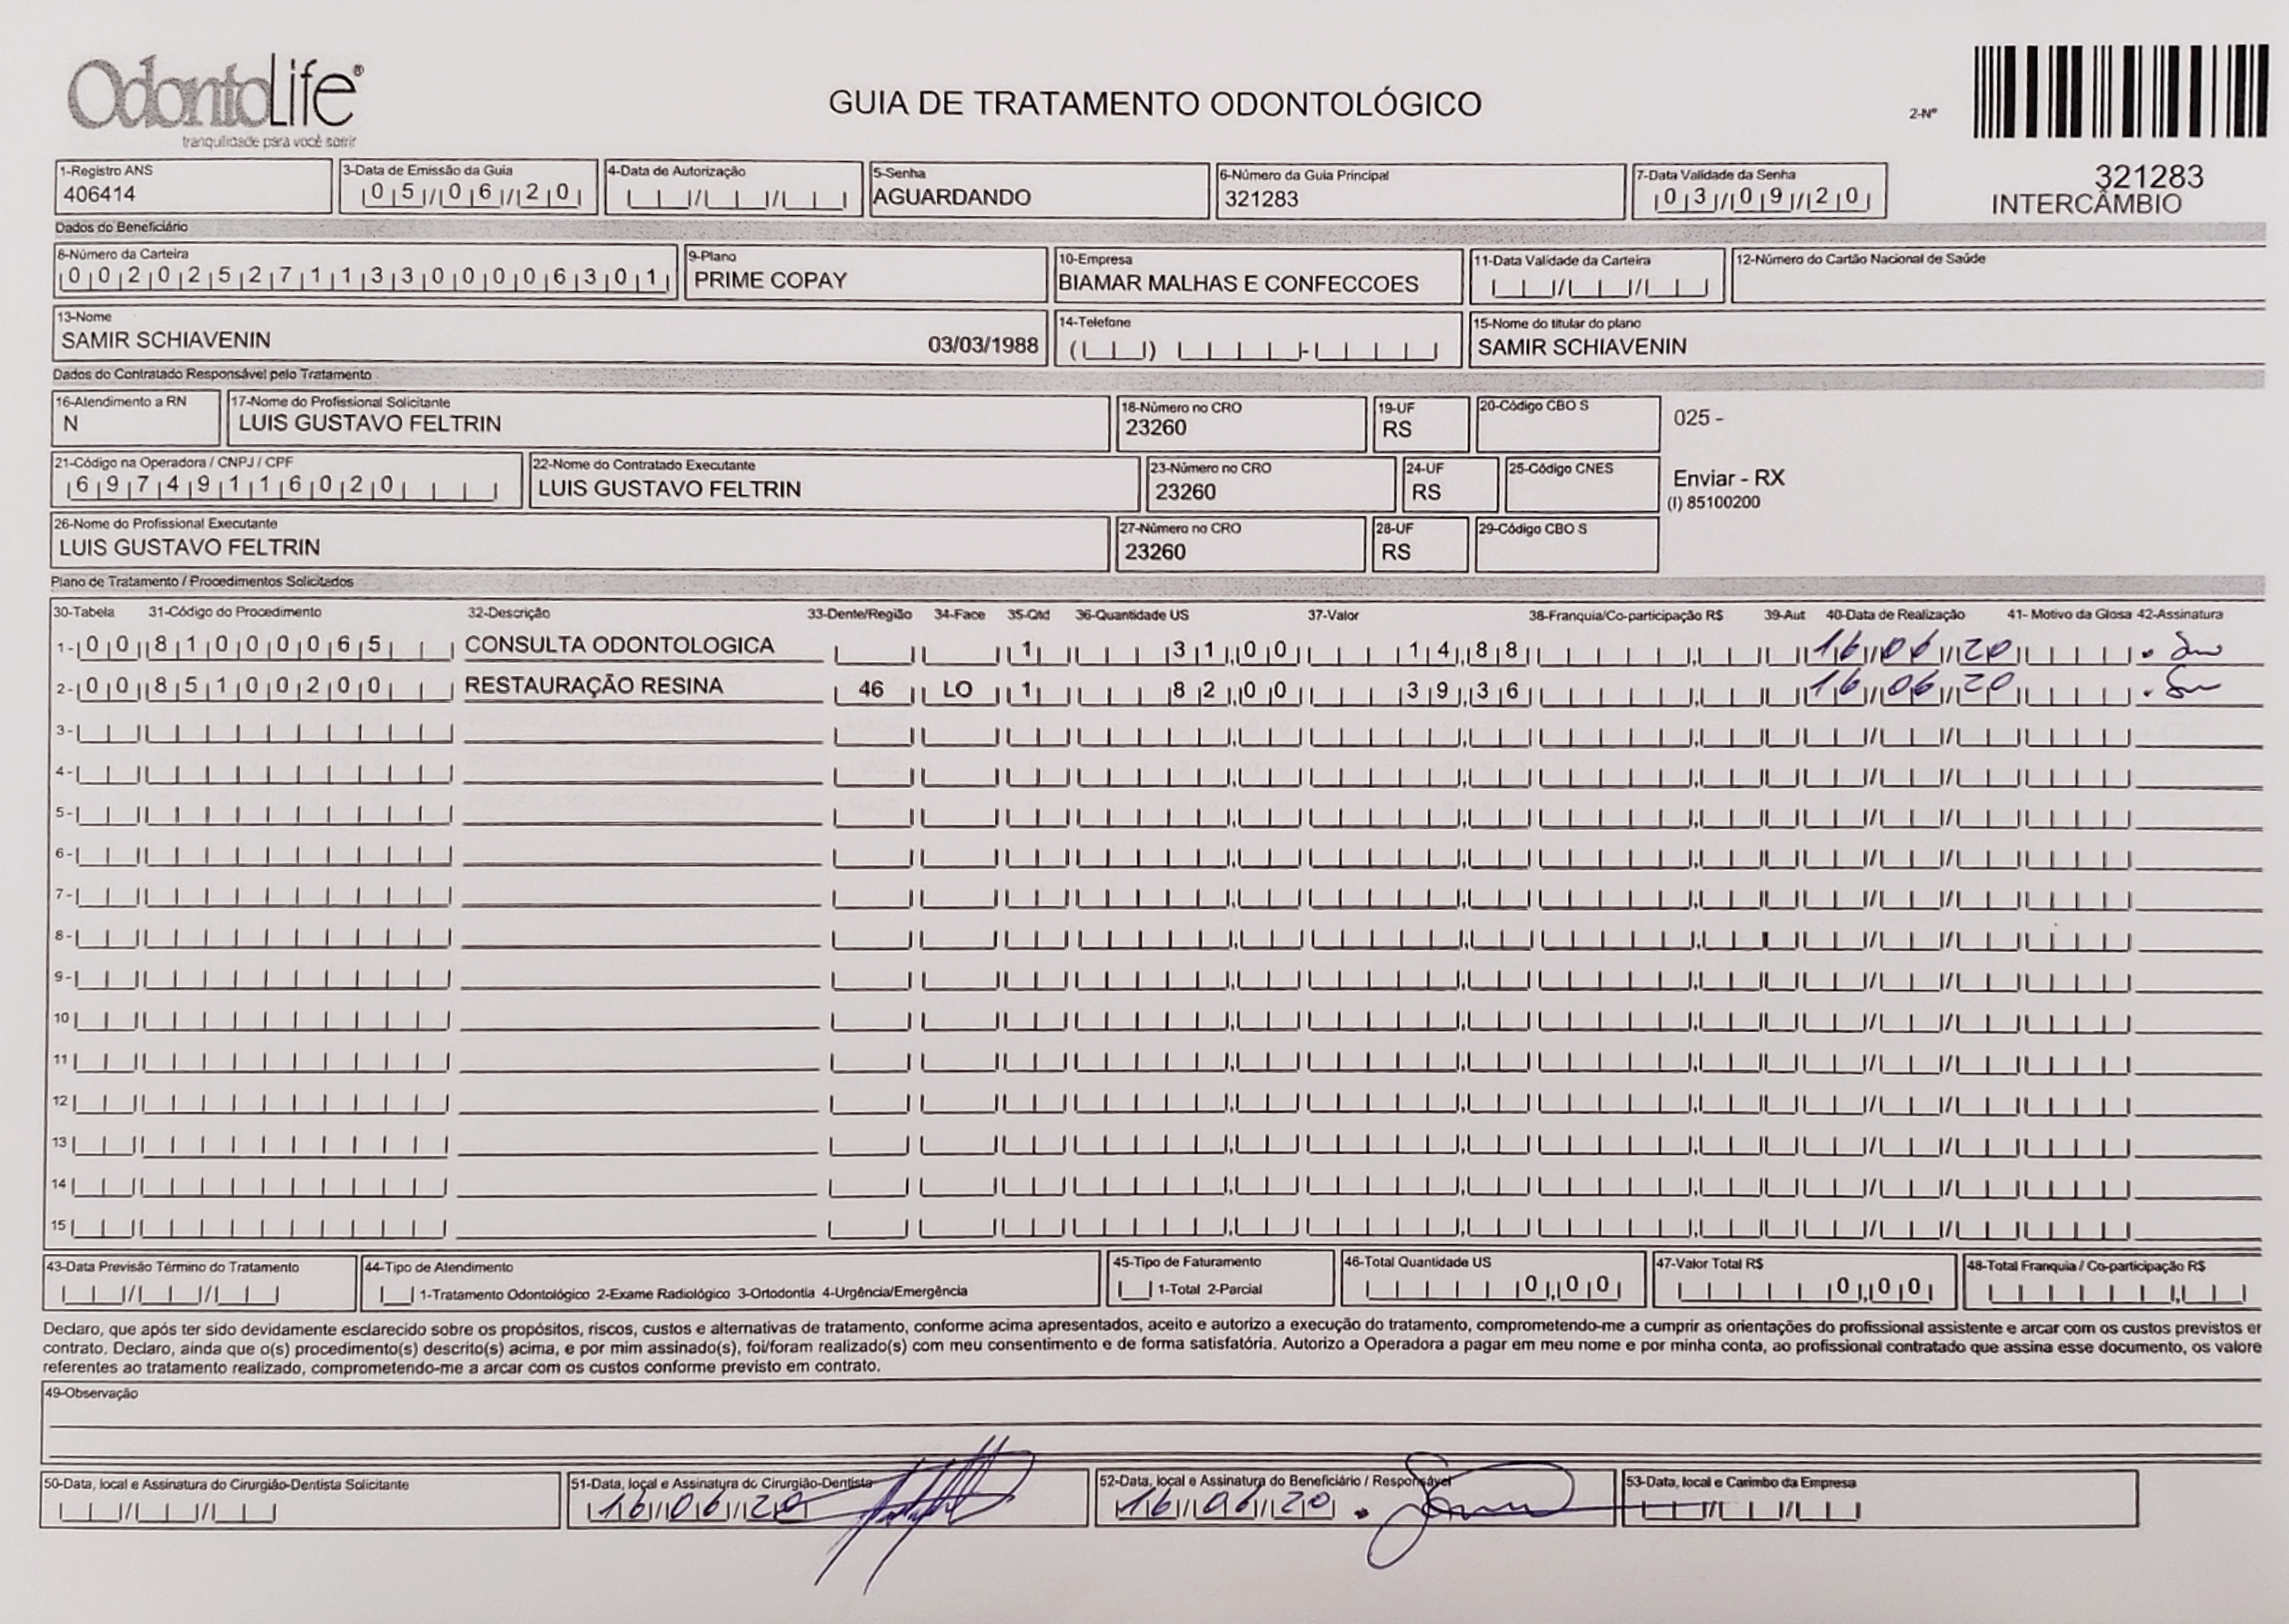 OdontoLife®
tranquilidade para você sorrir
GUIA DE TRATAMENTO ODONTOLÓGICO
2-Nº
321283
INTERCÂMBIO
1-Registro ANS
406414
3-Data de Emissão da Guia
05/06/20
4-Data de Autorização
5-Senha
AGUARDANDO
6-Número da Guia Principal
321283
7-Data Validade da Senha
03/09/20
Dados do Beneficiário
8-Número da Carteira
00202527113300006301
9-Plano
PRIME COPAY
10-Empresa
BIAMAR MALHAS E CONFECCOES
11-Data Validade da Carteira
12-Número do Cartão Nacional de Saúde
13-Nome
SAMIR SCHIAVENIN 03/03/1988
14-Telefone
15-Nome do titular do plano
SAMIR SCHIAVENIN
Dados do Contratado Responsável pelo Tratamento
16-Atendimento a RN
N
17-Nome do Profissional Solicitante
LUIS GUSTAVO FELTRIN
18-Número no CRO
23260
19-UF
RS
20-Código CBO S
025 -
21-Código na Operadora / CNPJ / CPF
69749116020
22-Nome do Contratado Executante
LUIS GUSTAVO FELTRIN
23-Número no CRO
23260
24-UF
RS
25-Código CNES
Enviar - RX
(I) 85100200
26-Nome do Profissional Executante
LUIS GUSTAVO FELTRIN
27-Número no CRO
23260
28-UF
RS
29-Código CBO S
Plano de Tratamento / Procedimentos Solicitados
30-Tabela 31-Código do Procedimento 32-Descrição 33-Dente/Região 34-Face 35-Qtd 36-Quantidade US 37-Valor 38-Franquia/Co-participação R$ 39-Aut 40-Data de Realização 41- Motivo da Glosa 42-Assinatura
1- 00 81000065 CONSULTA ODONTOLOGICA 1 31,00 14,88 16/06/20
2- 00 85100200 RESTAURAÇÃO RESINA 46 LO 1 82,00 39,36 16/06/20
3-
4-
5-
6-
7-
8-
9-
10
11
12
13
14
15
43-Data Previsão Término do Tratamento
44-Tipo de Atendimento
1-Tratamento Odontológico 2-Exame Radiológico 3-Ortodontia 4-Urgência/Emergência
45-Tipo de Faturamento
1-Total 2-Parcial
46-Total Quantidade US
0,00
47-Valor Total R$
0,00
48-Total Franquia / Co-participação R$
Declaro, que após ter sido devidamente esclarecido sobre os propósitos, riscos, custos e alternativas de tratamento, conforme acima apresentados, aceito e autorizo a execução do tratamento, comprometendo-me a cumprir as orientações do profissional assistente e arcar com os custos previstos er
contrato. Declaro, ainda que o(s) procedimento(s) descrito(s) acima, e por mim assinado(s), foi/foram realizado(s) com meu consentimento e de forma satisfatória. Autorizo a Operadora a pagar em meu nome e por minha conta, ao profissional contratado que assina esse documento, os valore
referentes ao tratamento realizado, comprometendo-me a arcar com os custos conforme previsto em contrato.
49-Observação
50-Data, local e Assinatura do Cirurgião-Dentista Solicitante
51-Data, local e Assinatura do Cirurgião-Dentista
16/06/20
52-Data, local e Assinatura do Beneficiário / Responsável
16/06/20
53-Data, local e Carimbo da Empresa